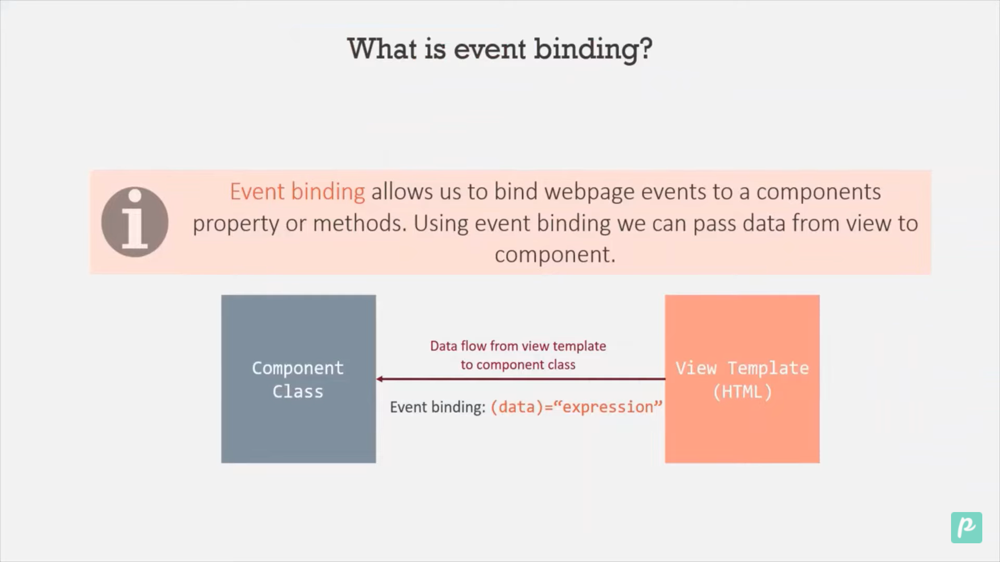 What is event binding?
Event binding allows us to bind webpage events to a components
property or methods. Using event binding we can pass data from view to
component.
Data flow from view template
to component class
Component
Class
View Template
(HTML)
Event binding: (data)=“expression”
p